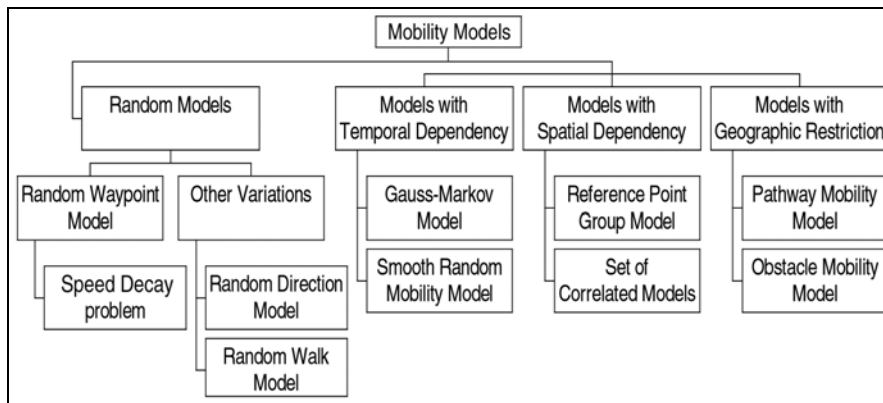 Mobility Models
Random Models
Models with
Temporal Dependency
Models with
Spatial Dependency
Models with
Geographic Restriction
Random Waypoint
Model
Other Variations
Gauss-Markov
Model
Reference Point
Group Model
Pathway Mobility
Model
Speed Decay
problem
Random Direction
Model
Smooth Random
Mobility Model
Set of
Correlated Models
Obstacle Mobility
Model
Random Walk
Model